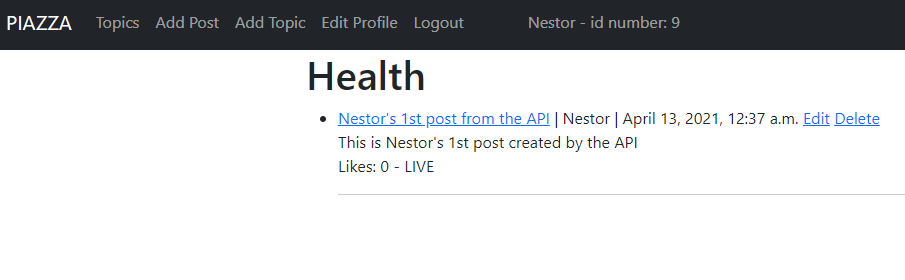 PIAZZA Topics Add Post Add Topic Edit Profile Logout Nestor - id number: 9
Health
Nestor's 1st post from the API | Nestor | April 13, 2021, 12:37 a.m. Edit Delete
This is Nestor's 1st post created by the API
Likes: 0 - LIVE